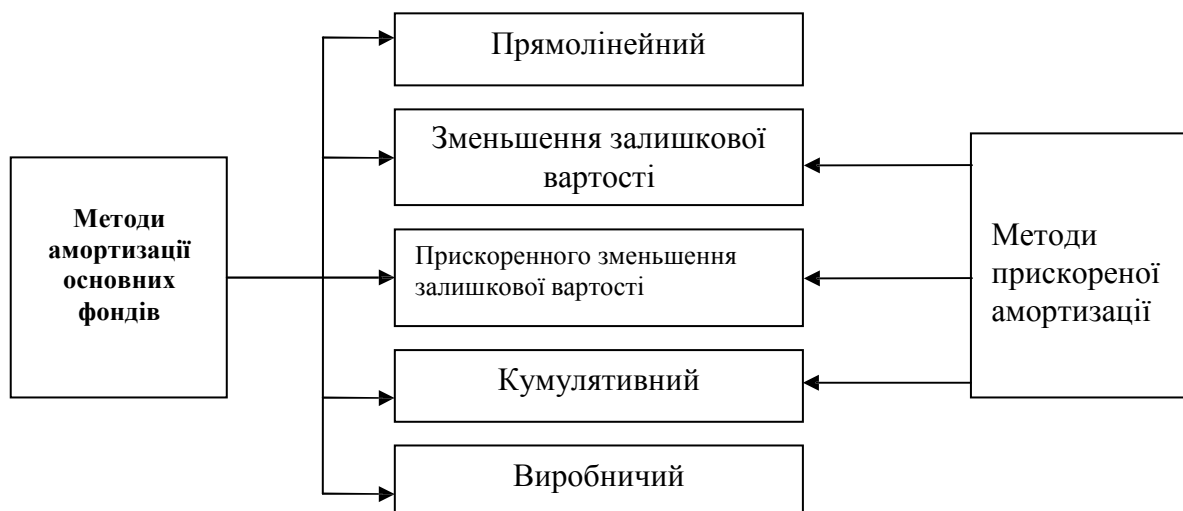 Методи
амортизації
основних
фондів
Прямолінейний
Зменьшення залишкової
вартості
Прискоренного зменьшення
залишкової вартості
Кумулятивний
Виробничий
Методи
прискореної
амортизації